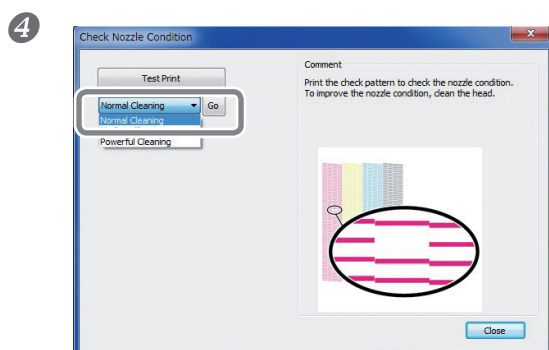 4
Check Nozzle Condition
Test Print
Normal Cleaning
Go
Normal Cleaning
Powerful Cleaning
Comment
Print the check pattern to check the nozzle condition.
To improve the nozzle condition, clean the head.
Close